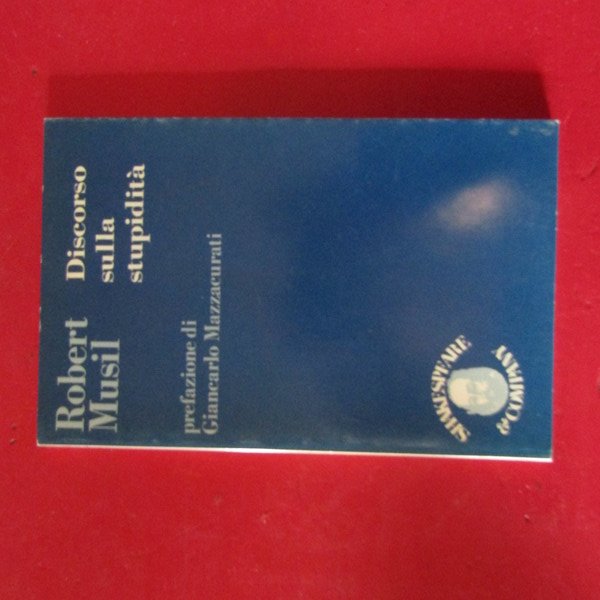 Robert
Musil
Discorso
sulla
stupidità
prefazione di
Giancarlo Mazzacurati
SHAKESPEARE
& COMPANY